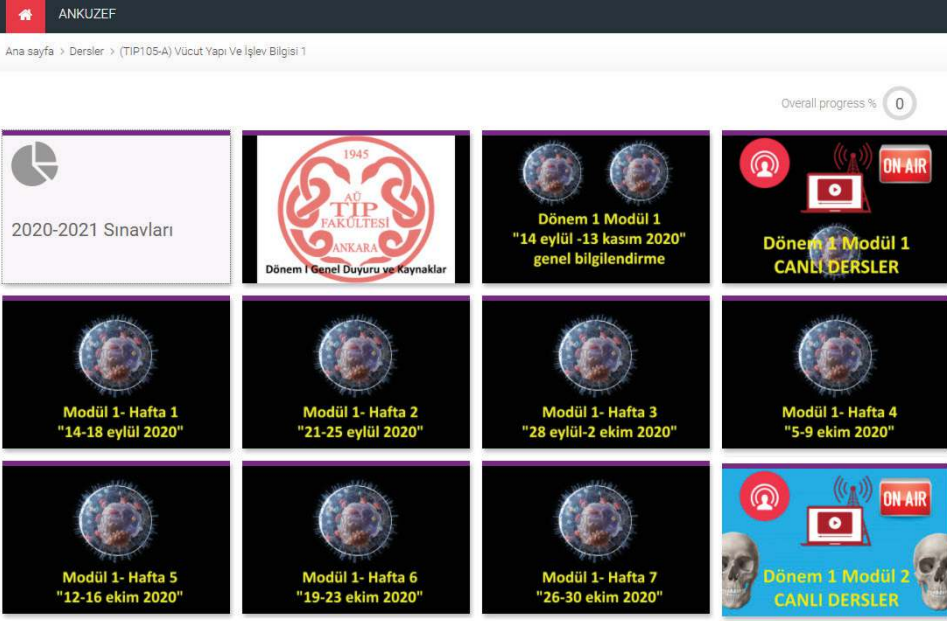 ANKUZEF
Ana sayfa > Dersler > (TIP105-A) Vücut Yapı Ve İşlev Bilgisi 1
Overall progress % 0
2020-2021 Sınavları
1945
AÜ
TIP
FAKÜLTESİ
ANKARA
Dönem I Genel Duyuru ve Kaynaklar
Dönem 1 Modül 1
"14 eylül -13 kasım 2020"
genel bilgilendirme
ON AIR
Dönem 1 Modül 1
CANLI DERSLER
Modül 1- Hafta 1
"14-18 eylül 2020"
Modül 1- Hafta 2
"21-25 eylül 2020"
Modül 1- Hafta 3
"28 eylül-2 ekim 2020"
Modül 1- Hafta 4
"5-9 ekim 2020"
Modül 1- Hafta 5
"12-16 ekim 2020"
Modül 1- Hafta 6
"19-23 ekim 2020"
Modül 1- Hafta 7
"26-30 ekim 2020"
ON AIR
Dönem 1 Modül 2
CANLI DERSLER